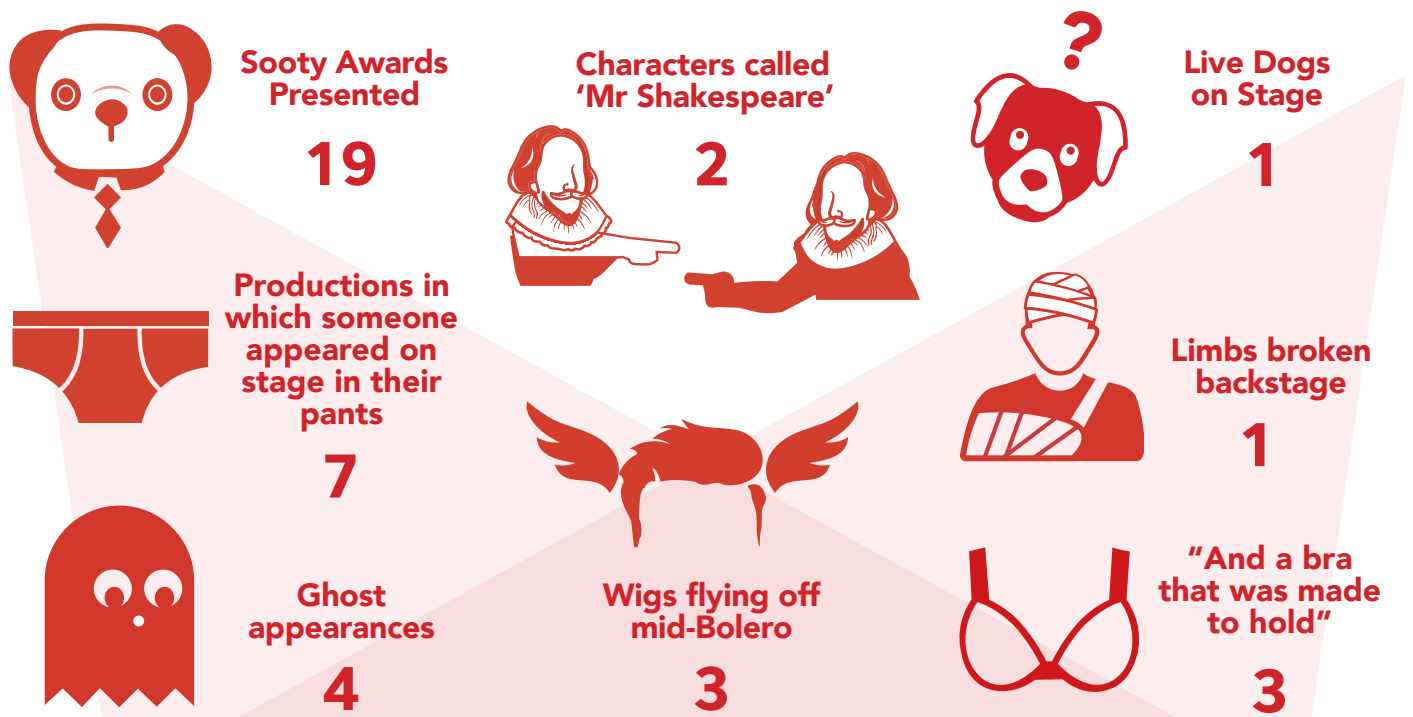 Sooty Awards
Presented
19
Characters called
‘Mr Shakespeare’
2
?
Live Dogs
on Stage
1
Productions in
which someone
appeared on
stage in their
pants
7
Limbs broken
backstage
1
Ghost
appearances
4
Wigs flying off
mid-Bolero
3
“And a bra
that was made
to hold”
3